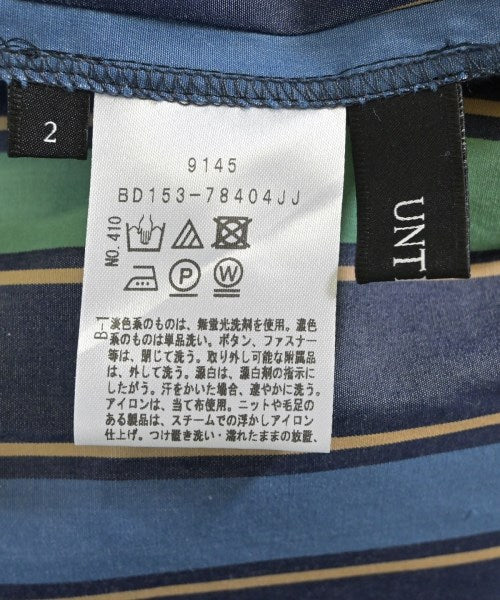 2
9145
BD153-78404JJ
NO. 410
P
W
UNT
B-1
淡色系のものは、無蛍光洗剤を使用。濃色
系のものは単品洗い。ボタン、ファスナー
等は、閉じて洗う。取り外し可能な附属品
は、外して洗う。漂白は、漂白剤の指示に
したがう。汗をかいた場合、速やかに洗う。
アイロンは、当て布使用。ニットや毛足の
ある製品は、スチームでの浮かしアイロン
仕上げ。つけ置き洗い・濡れたままの放置、